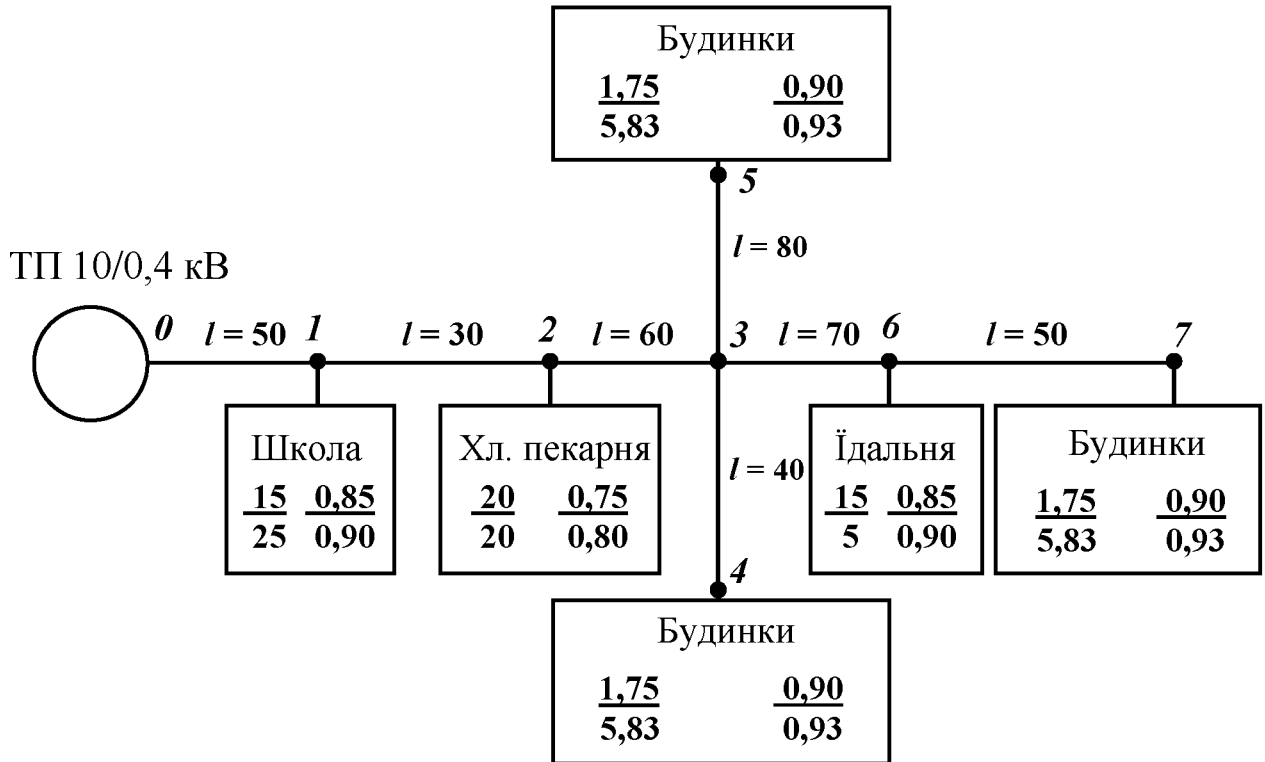 Будинки
1,75 0,90
5,83 0,93
5
l = 80
ТП 10/0,4 кВ
0 l = 50 1 l = 30 2 l = 60 3 l = 70 6 l = 50 7
Школа
15 0,85
25 0,90
Хл. пекарня
20 0,75
20 0,80
l = 40
Їдальня
15 0,85
5 0,90
Будинки
1,75 0,90
5,83 0,93
4
Будинки
1,75 0,90
5,83 0,93